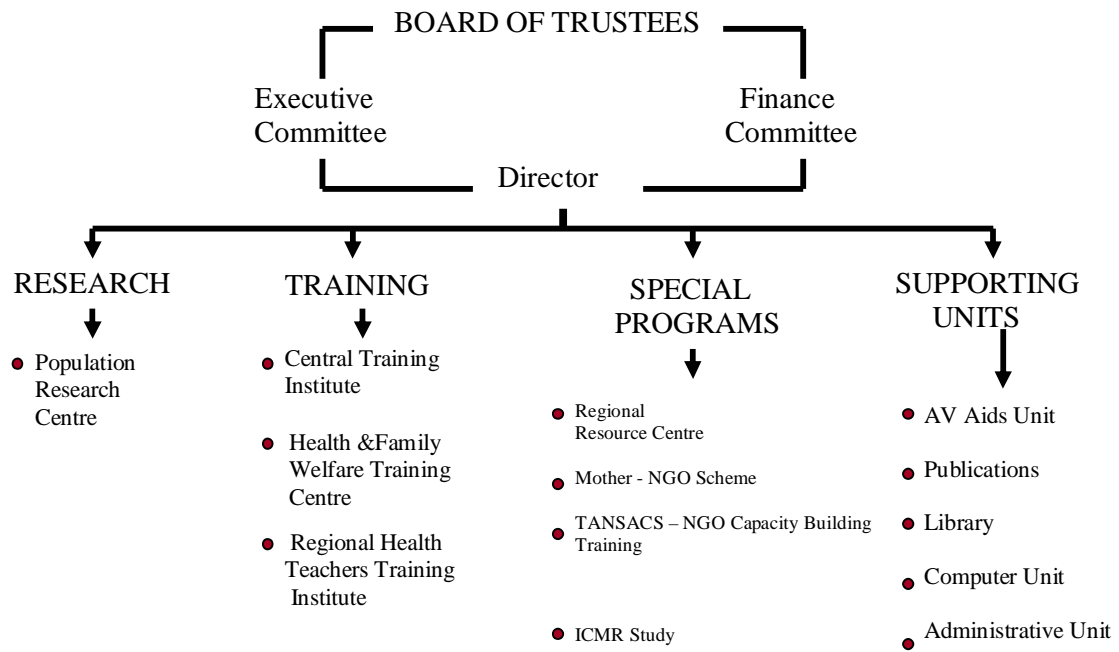 BOARD OF TRUSTEES
Executive
Committee
Finance
Committee
Director
RESEARCH
Population
Research
Centre
TRAINING
Central Training
Institute
Health &Family
Welfare Training
Centre
Regional Health
Teachers Training
Institute
SPECIAL
PROGRAMS
Regional
Resource Centre
Mother - NGO Scheme
TANSACS – NGO Capacity Building
Training
ICMR Study
SUPPORTING
UNITS
AV Aids Unit
Publications
Library
Computer Unit
Administrative Unit